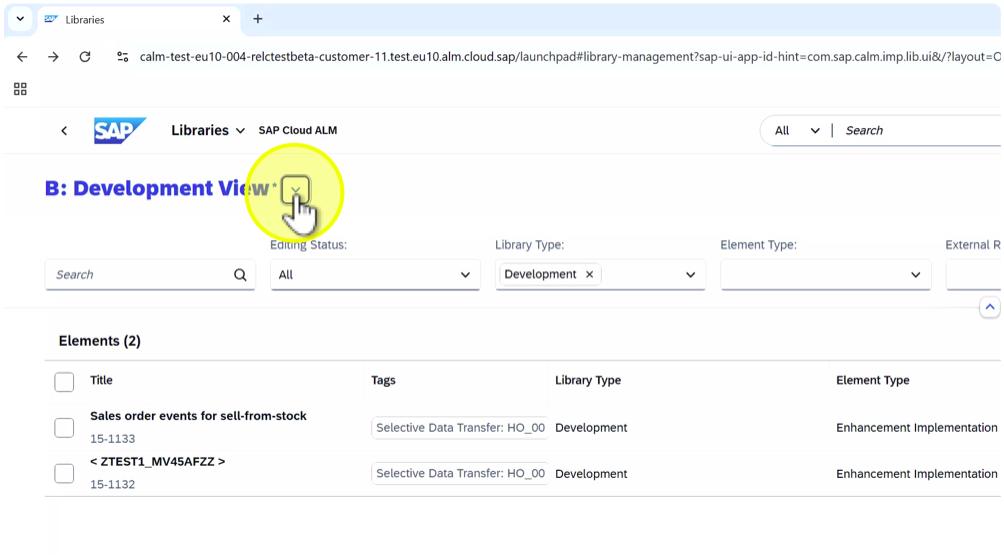 Libraries
calm-test-eu10-004-relctestbeta-customer-11.test.eu10.alm.cloud.sap/launchpad#library-management?sap-ui-app-id-hint=com.sap.calm.imp.lib.ui&/?layout=O
SAP Libraries SAP Cloud ALM All Search
B: Development View*
Editing Status: Library Type: Element Type: External R
Search All Development
Elements (2)
Title Tags Library Type Element Type
Sales order events for sell-from-stock
15-1133
Selective Data Transfer: HO_00 Development Enhancement Implementation
< ZTEST1_MV45AFZZ >
15-1132
Selective Data Transfer: HO_00 Development Enhancement Implementation